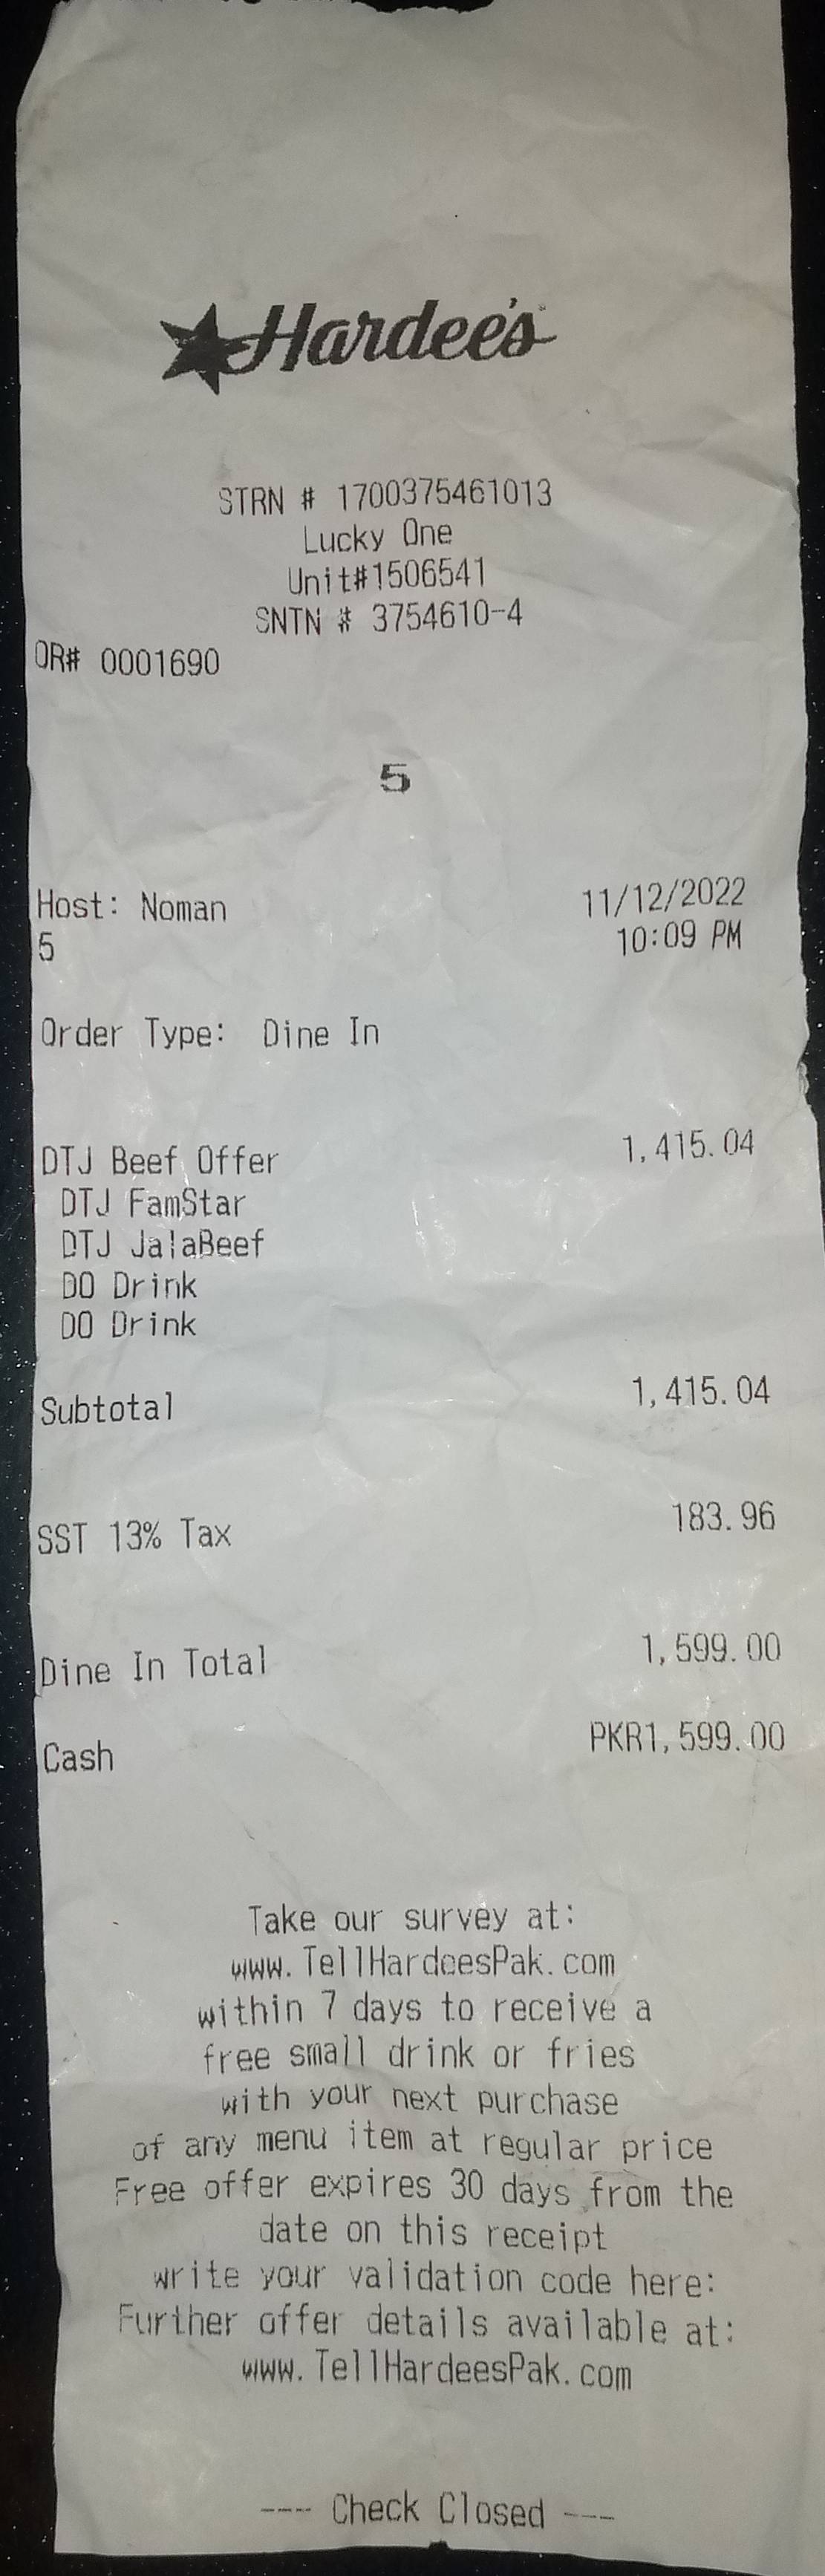 Hardee's
STRN # 1700375461013
Lucky One
Unit#1506541
SNTN # 3754610-4
OR# 0001690
5
Host: Noman 11/12/2022
5 10:09 PM
Order Type: Dine In
DTJ Beef Offer 1,415.04
DTJ FamStar
DTJ JalaBeef
DO Drink
DO Drink
Subtotal 1,415.04
SST 13% Tax 183.96
Dine In Total 1,599.00
Cash PKR1,599.00
Take our survey at:
www.TellHardeesPak.com
within 7 days to receive a
free small drink or fries
with your next purchase
of any menu item at regular price
Free offer expires 30 days from the
date on this receipt
write your validation code here:
Further offer details available at:
www.TellHardeesPak.com
---- Check Closed ----